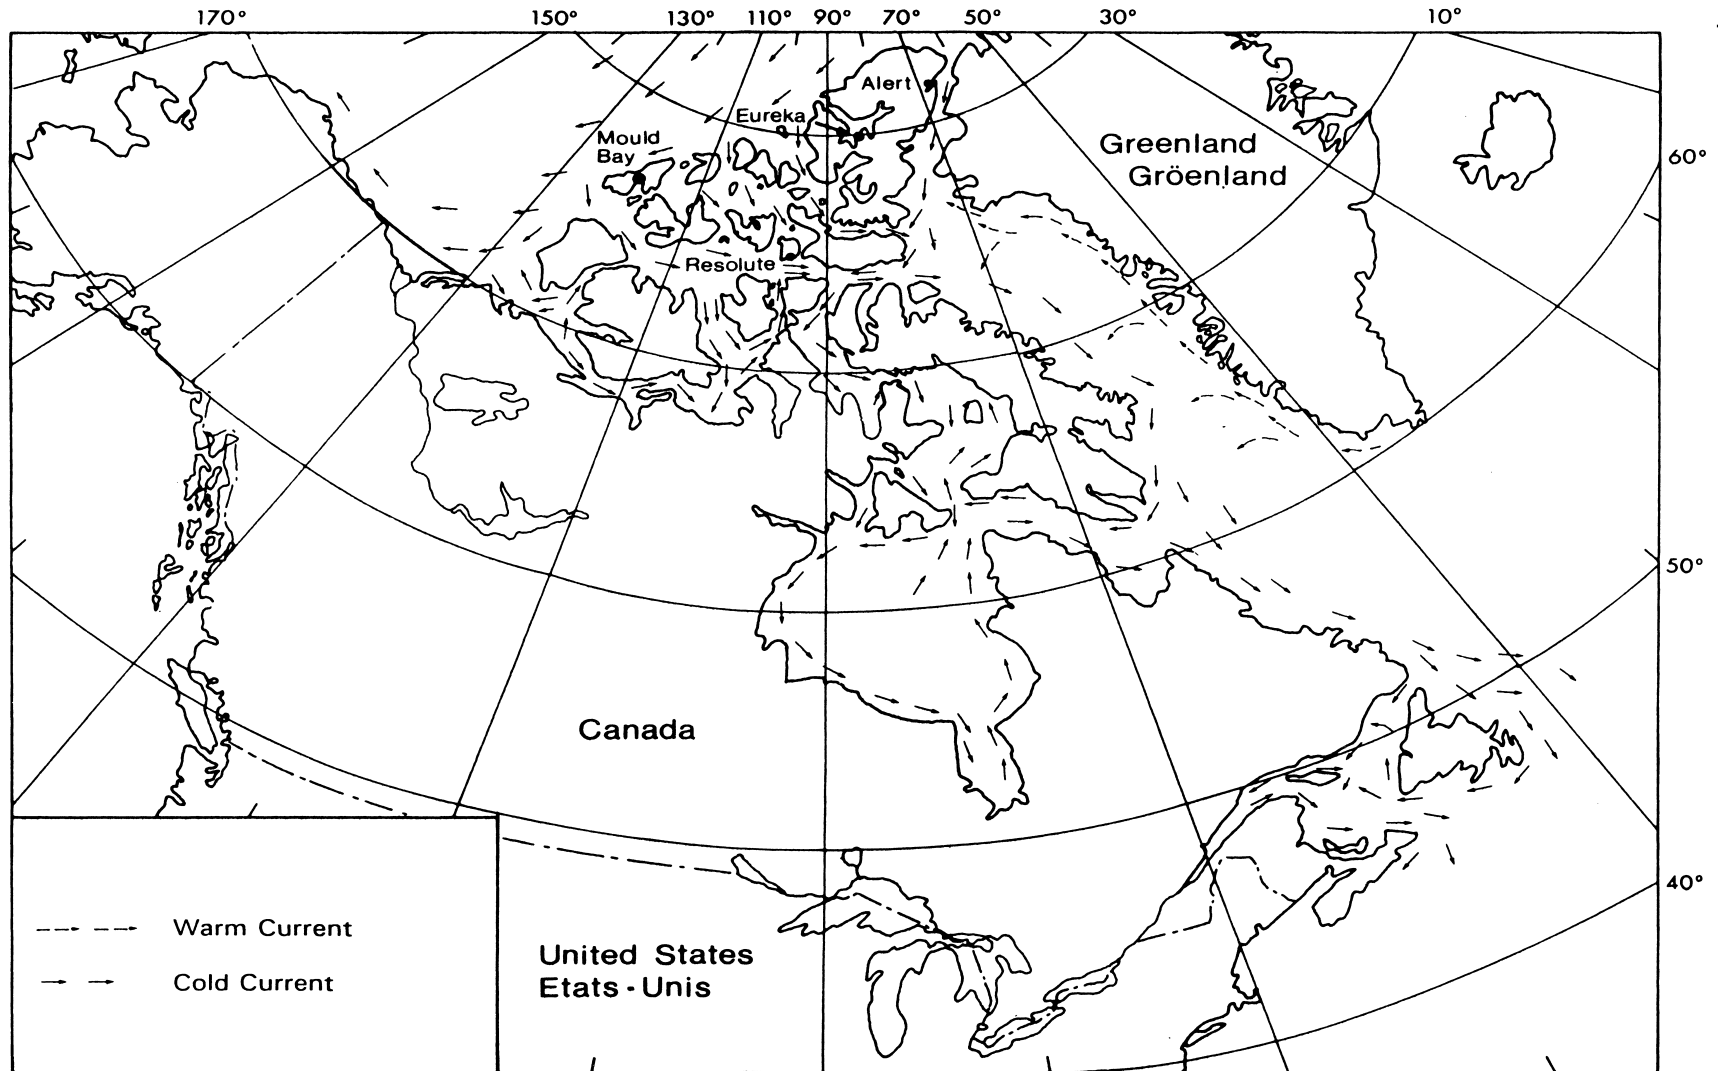 170° 150° 130° 110° 90° 70° 50° 30° 10°
Alert
Eureka
Mould
Bay
Greenland
Gröenland
60°
Resolute
50°
Canada
40°
Warm Current
Cold Current
United States
Etats-Unis